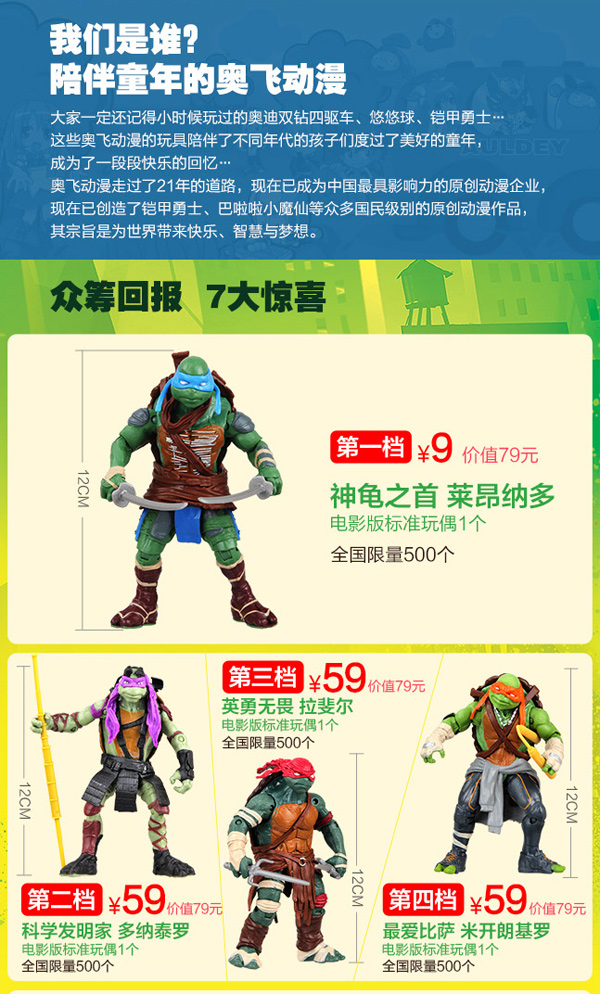 我们是谁？
陪伴童年的奥飞动漫
大家一定还记得小时候玩过的奥迪双钻四驱车、悠悠球、铠甲勇士…
这些奥飞动漫的玩具陪伴了不同年代的孩子们度过了美好的童年，
成为了一段段快乐的回忆…
奥飞动漫走过了21年的道路，现在已成为中国最具影响力的原创动漫企业，
现在已创造了铠甲勇士、巴啦啦小魔仙等众多国民级别的原创动漫作品，
其宗旨是为世界带来快乐、智慧与梦想。
AULDEY
众筹回报 7大惊喜
12CM
第一档 ¥9 价值79元
神龟之首 莱昂纳多
电影版标准玩偶1个
全国限量500个
12CM
第二档 ¥59 价值79元
科学发明家 多纳泰罗
电影版标准玩偶1个
全国限量500个
第三档 ¥59 价值79元
英勇无畏 拉斐尔
电影版标准玩偶1个
全国限量500个
12CM
12CM
第四档 ¥59 价值79元
最爱比萨 米开朗基罗
电影版标准玩偶1个
全国限量500个